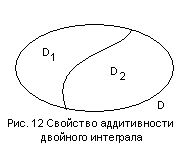 D1
D2
D
Рис. 12 Свойство аддитивности
двойного интеграла